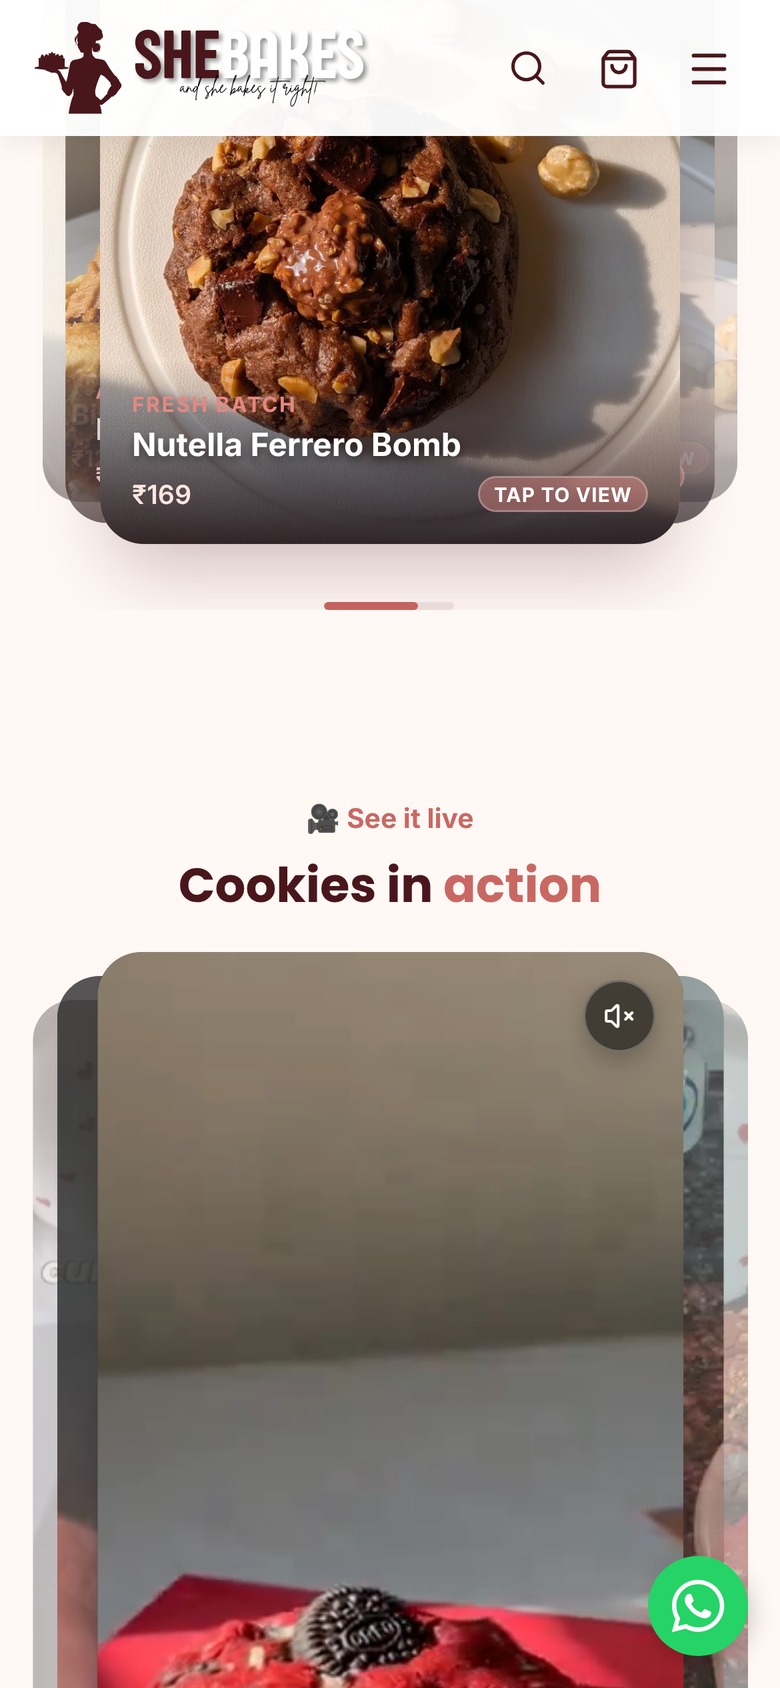 SHEBAKES
and she bakes it right!
FRESH BATCH
Nutella Ferrero Bomb
₹169
TAP TO VIEW
🎥 See it live
Cookies in action
OREO